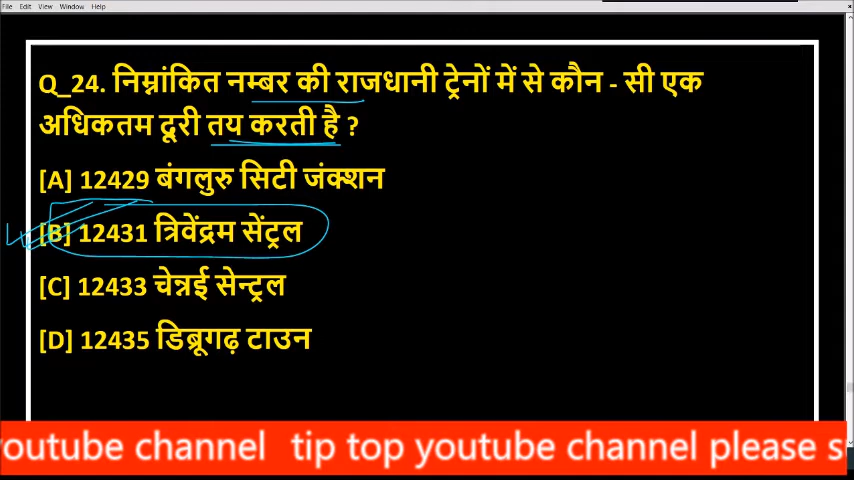 File Edit View Window Help
Q_24. निम्नांकित नम्बर की राजधानी ट्रेनों में से कौन - सी एक
अधिकतम दूरी तय करती है ?
[A] 12429 बंगलुरु सिटी जंक्शन
[B] 12431 त्रिवेंद्रम सेंट्रल
[C] 12433 चेन्नई सेन्ट्रल
[D] 12435 डिब्रूगढ़ टाउन
youtube channel tip top youtube channel please s